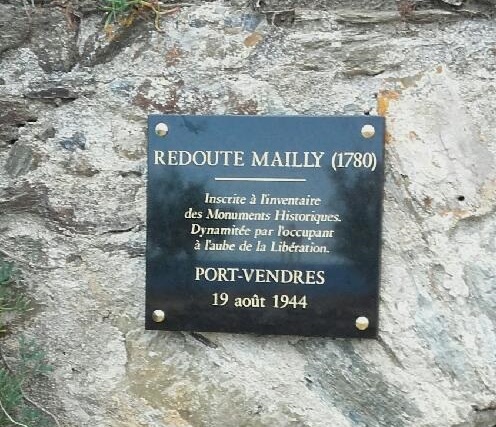 REDOUTE MAILLY (1780)
Inscrite à l'inventaire
des Monuments Historiques.
Dynamitée par l'occupant
à l'aube de la Libération.
PORT-VENDRES
19 août 1944